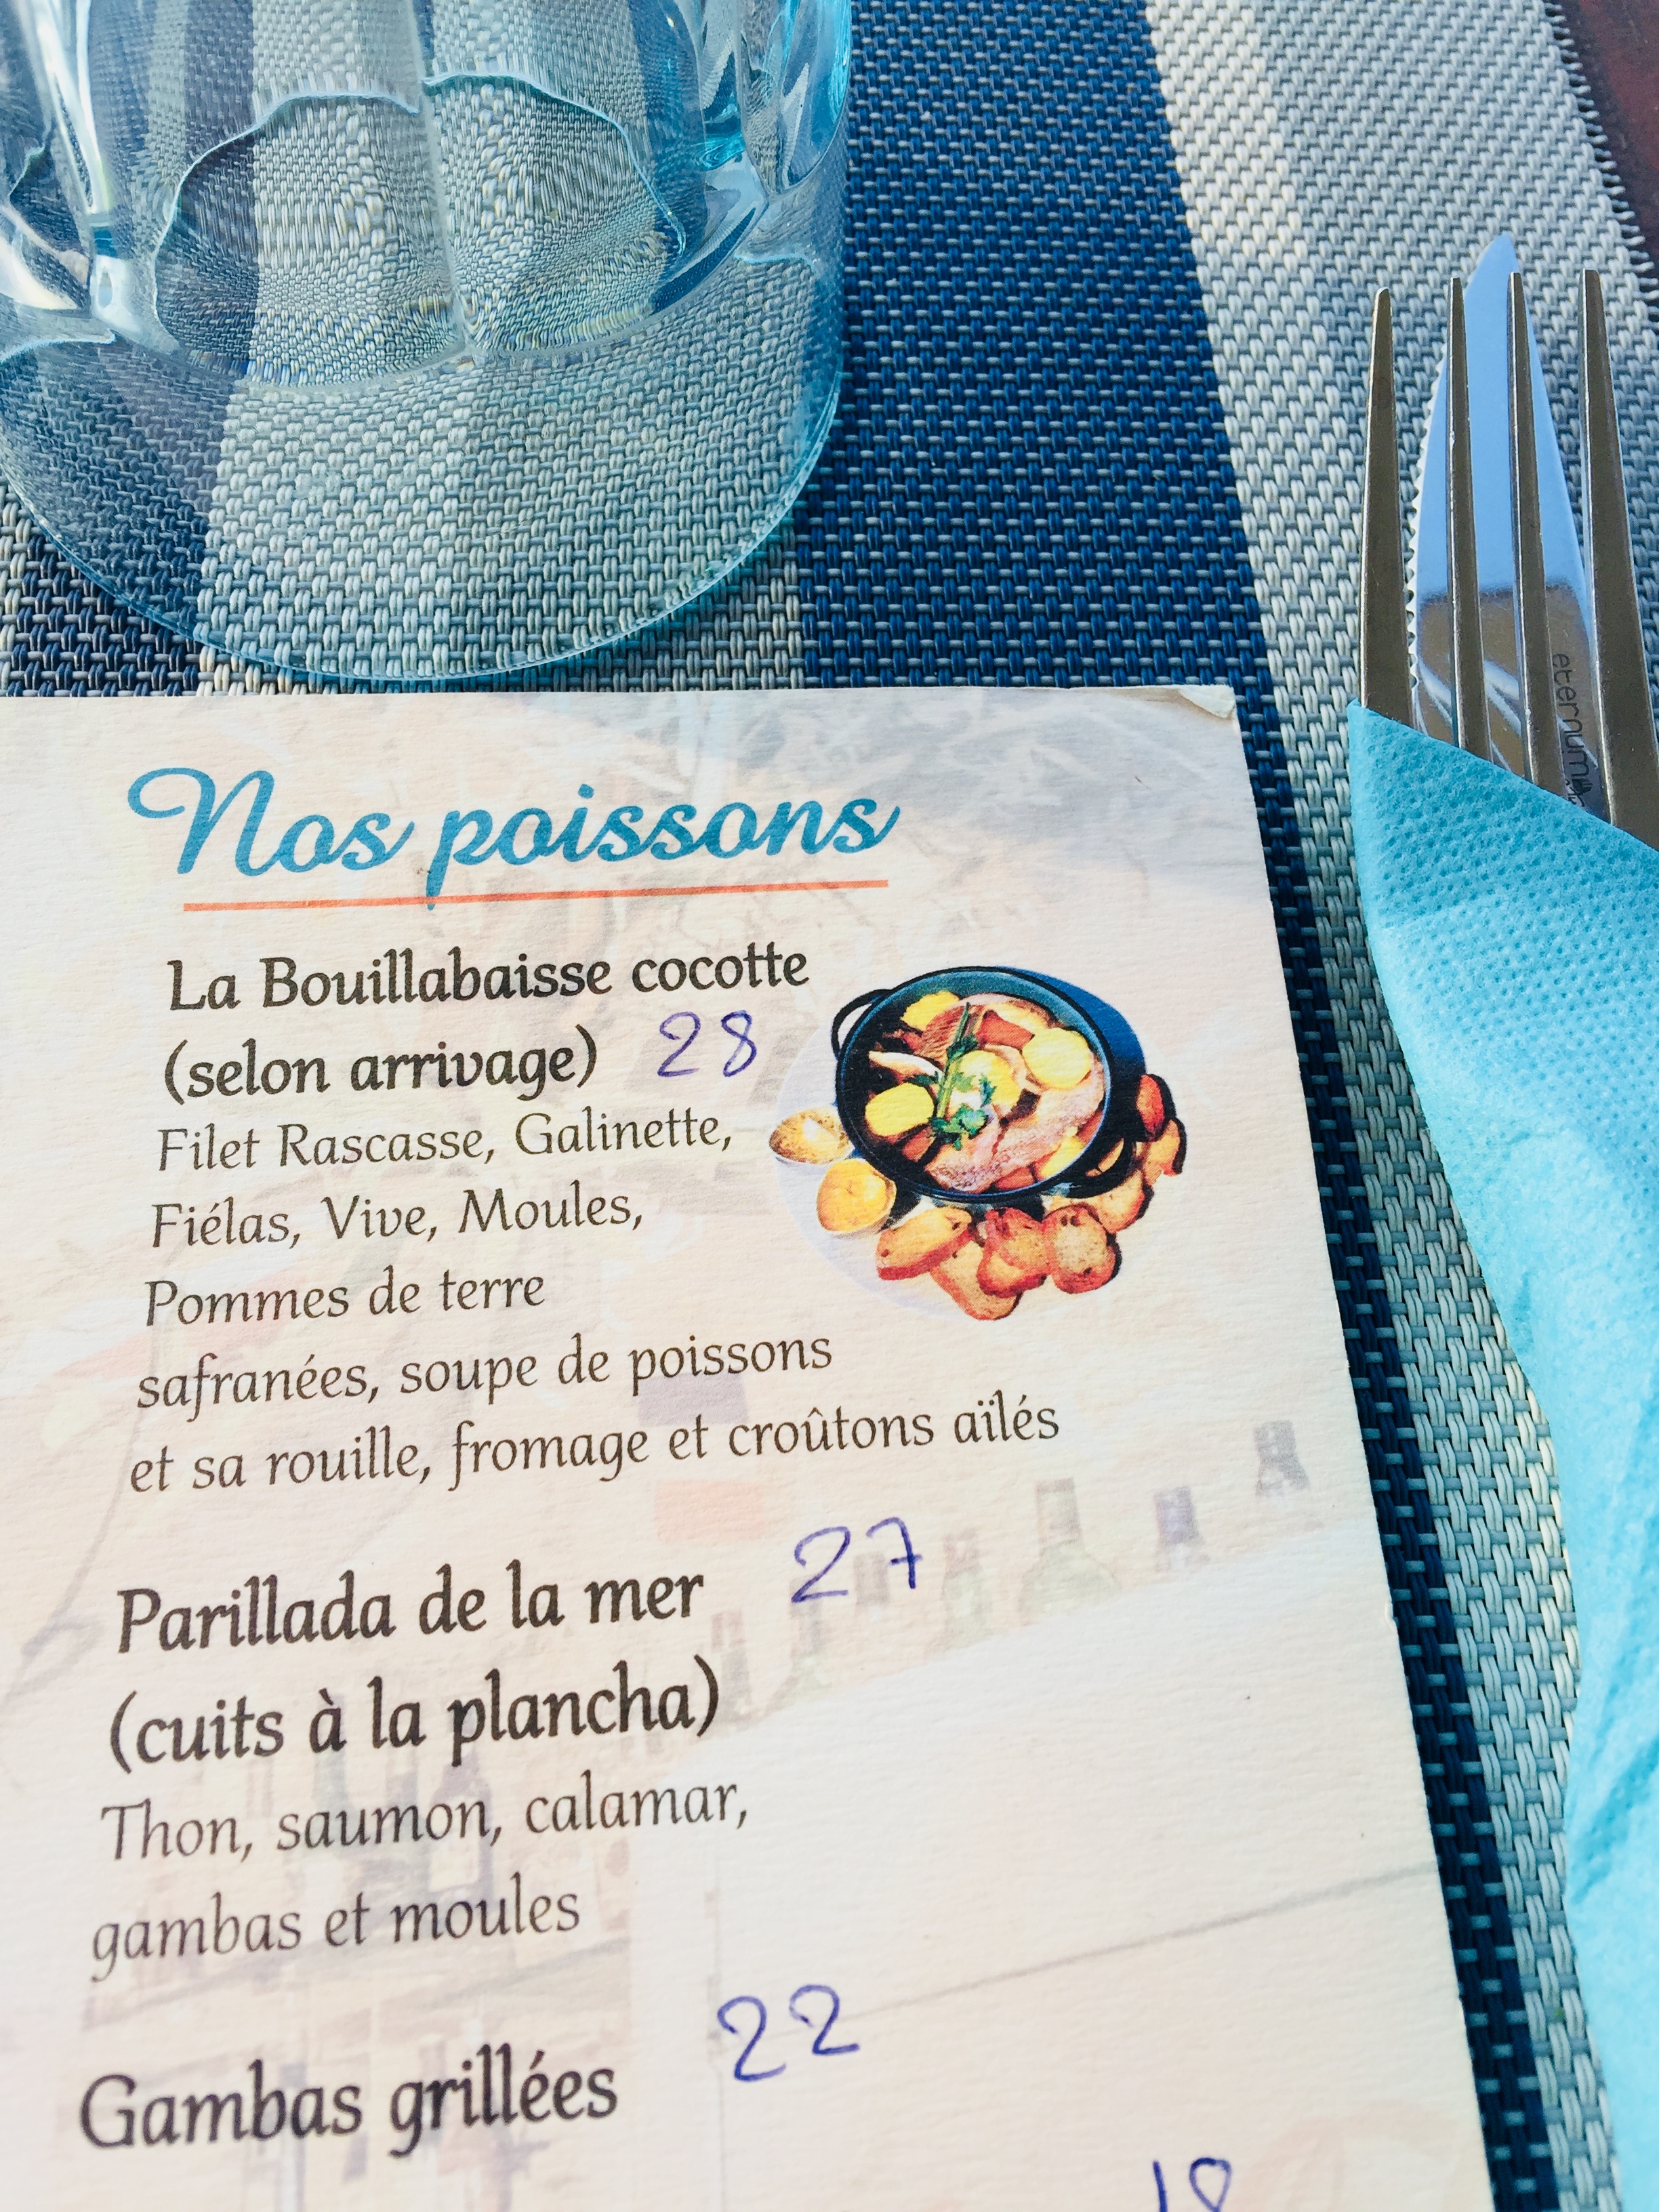 eternum
Nos poissons
La Bouillabaisse cocotte
(selon arrivage) 28
Filet Rascasse, Galinette,
Fiélas, Vive, Moules,
Pommes de terre
safranées, soupe de poissons
et sa rouille, fromage et croûtons aïlés
Parillada de la mer 27
(cuits à la plancha)
Thon, saumon, calamar,
gambas et moules
Gambas grillées 22